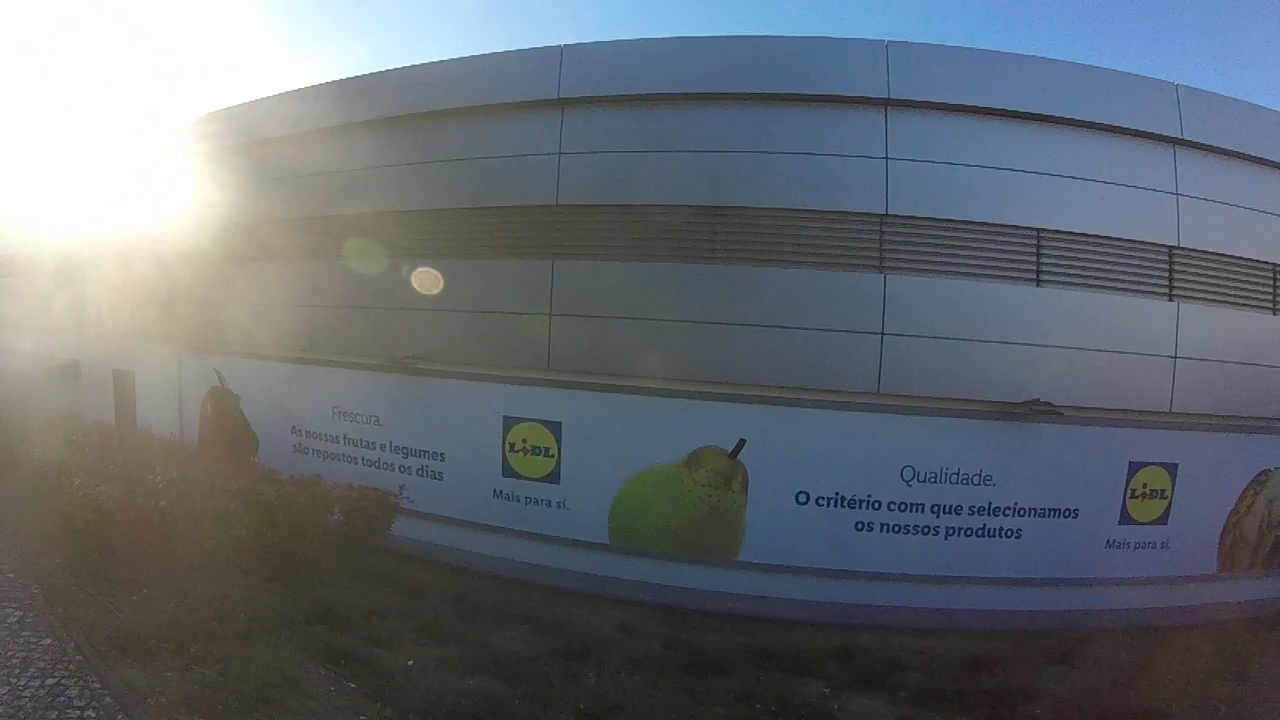 Frescura.
As nossas frutas e legumes
são repostos todos os dias
LIDL
Mais para si.
Qualidade.
O critério com que selecionamos
os nossos produtos
LIDL
Mais para si.